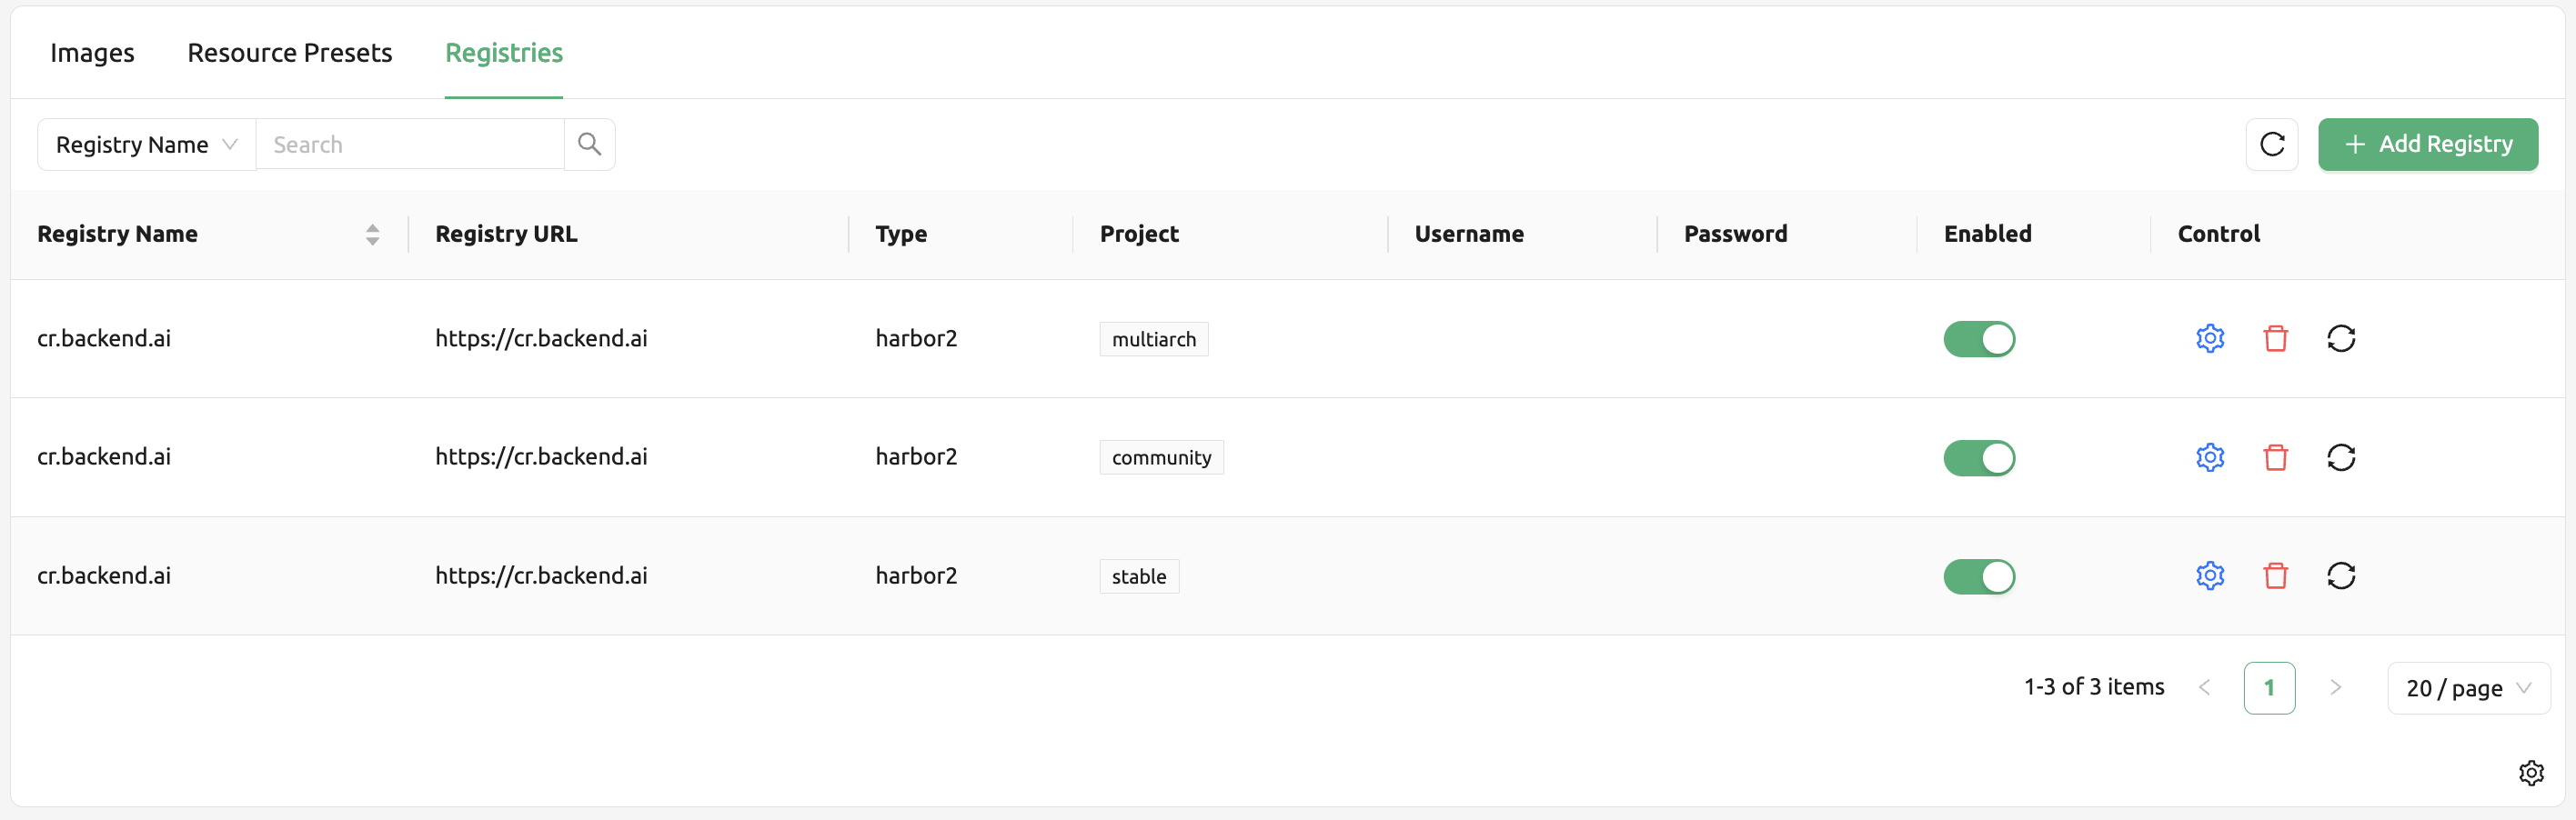 Images Resource Presets Registries
Registry Name Search Add Registry
Registry Name Registry URL Type Project Username Password Enabled Control
cr.backend.ai https://cr.backend.ai harbor2 multiarch
cr.backend.ai https://cr.backend.ai harbor2 community
cr.backend.ai https://cr.backend.ai harbor2 stable
1-3 of 3 items < 1 > 20 / page